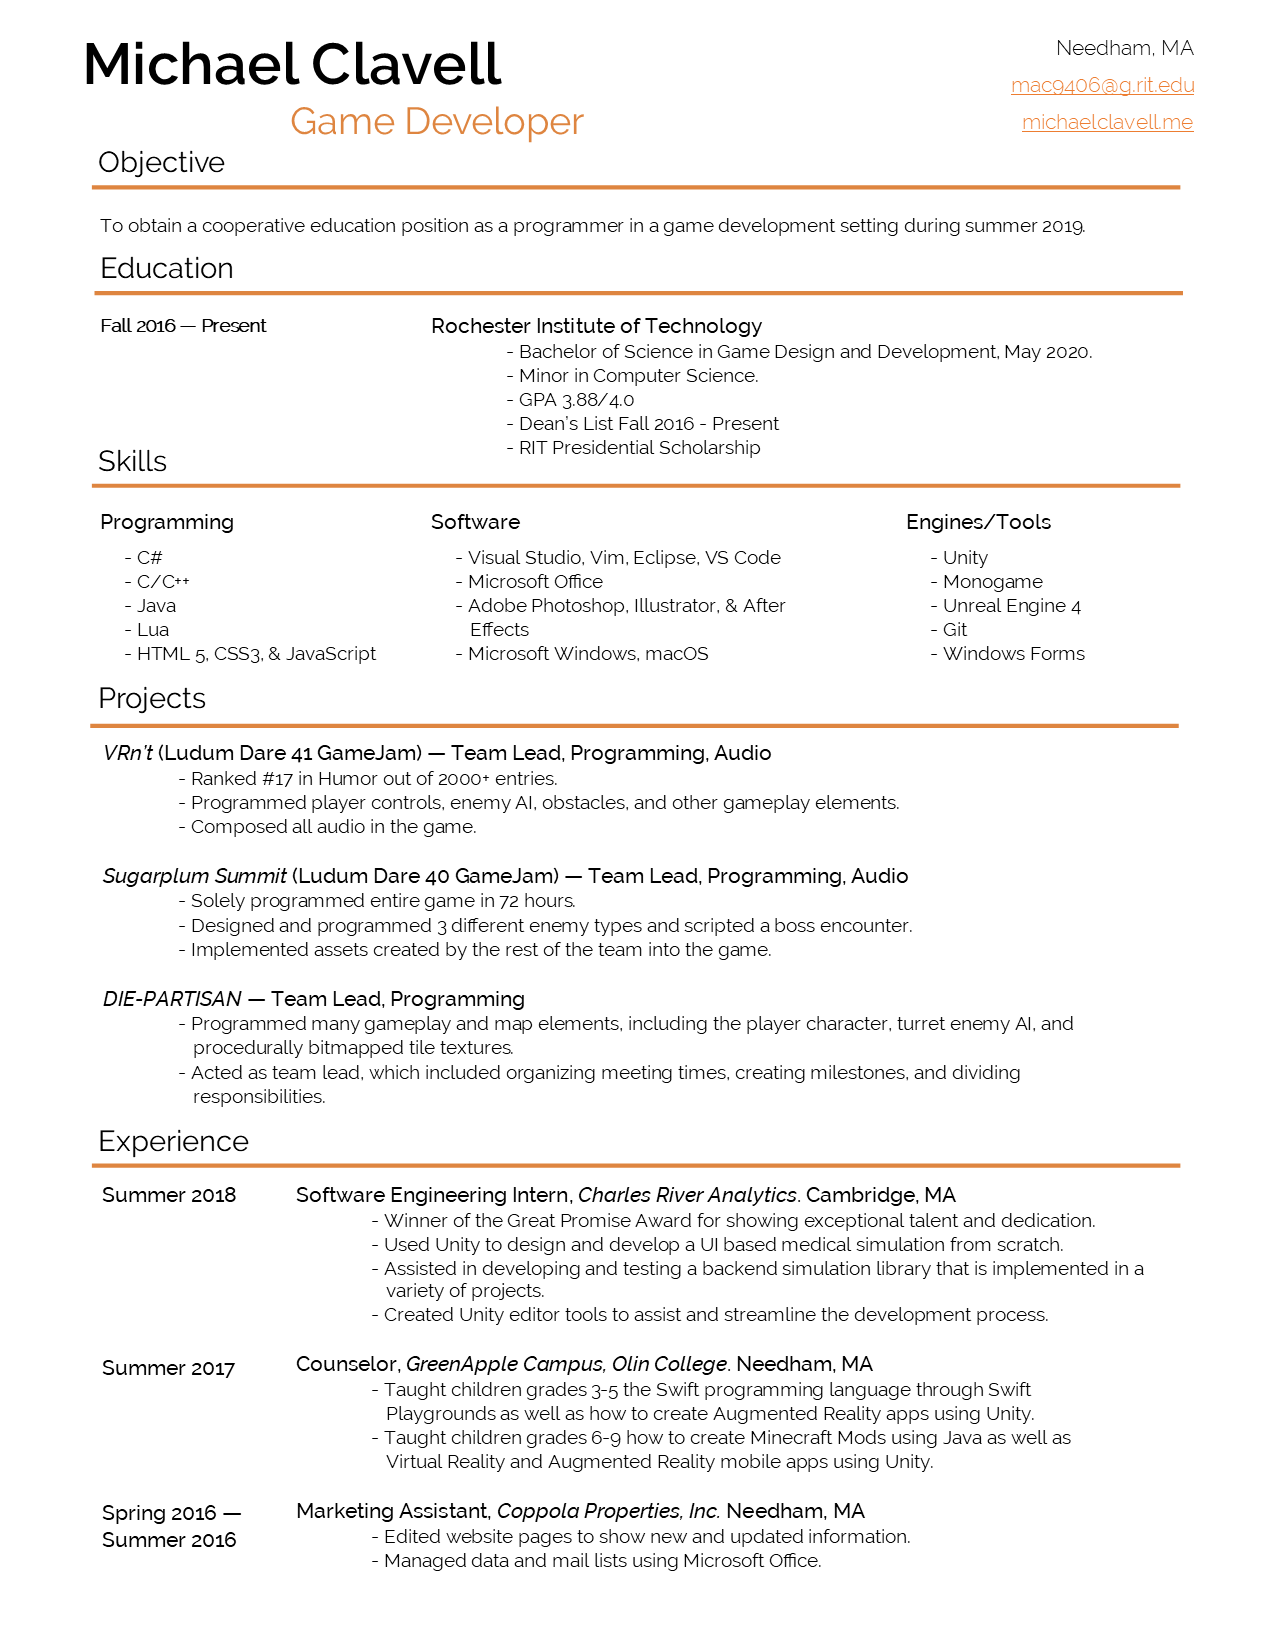 Michael Clavell
Game Developer
Needham, MA
mac9406@g.rit.edu
michaelclavell.me
Objective
To obtain a cooperative education position as a programmer in a game development setting during summer 2019.
Education
Fall 2016 — Present
Rochester Institute of Technology
- Bachelor of Science in Game Design and Development, May 2020.
- Minor in Computer Science.
- GPA 3.88/4.0
- Dean's List Fall 2016 - Present
- RIT Presidential Scholarship
Skills
Programming
- C#
- C/C++
- Java
- Lua
- HTML 5, CSS3, & JavaScript
Software
- Visual Studio, Vim, Eclipse, VS Code
- Microsoft Office
- Adobe Photoshop, Illustrator, & After
Effects
- Microsoft Windows, macOS
Engines/Tools
- Unity
- Monogame
- Unreal Engine 4
- Git
- Windows Forms
Projects
VRn't (Ludum Dare 41 GameJam) — Team Lead, Programming, Audio
- Ranked #17 in Humor out of 2000+ entries.
- Programmed player controls, enemy AI, obstacles, and other gameplay elements.
- Composed all audio in the game.
Sugarplum Summit (Ludum Dare 40 GameJam) — Team Lead, Programming, Audio
- Solely programmed entire game in 72 hours.
- Designed and programmed 3 different enemy types and scripted a boss encounter.
- Implemented assets created by the rest of the team into the game.
DIE-PARTISAN — Team Lead, Programming
- Programmed many gameplay and map elements, including the player character, turret enemy AI, and
procedurally bitmapped tile textures.
- Acted as team lead, which included organizing meeting times, creating milestones, and dividing
responsibilities.
Experience
Summer 2018
Software Engineering Intern, Charles River Analytics. Cambridge, MA
- Winner of the Great Promise Award for showing exceptional talent and dedication.
- Used Unity to design and develop a UI based medical simulation from scratch.
- Assisted in developing and testing a backend simulation library that is implemented in a
variety of projects.
- Created Unity editor tools to assist and streamline the development process.
Summer 2017
Counselor, GreenApple Campus, Olin College. Needham, MA
- Taught children grades 3-5 the Swift programming language through Swift
Playgrounds as well as how to create Augmented Reality apps using Unity.
- Taught children grades 6-9 how to create Minecraft Mods using Java as well as
Virtual Reality and Augmented Reality mobile apps using Unity.
Spring 2016 —
Summer 2016
Marketing Assistant, Coppola Properties, Inc. Needham, MA
- Edited website pages to show new and updated information.
- Managed data and mail lists using Microsoft Office.